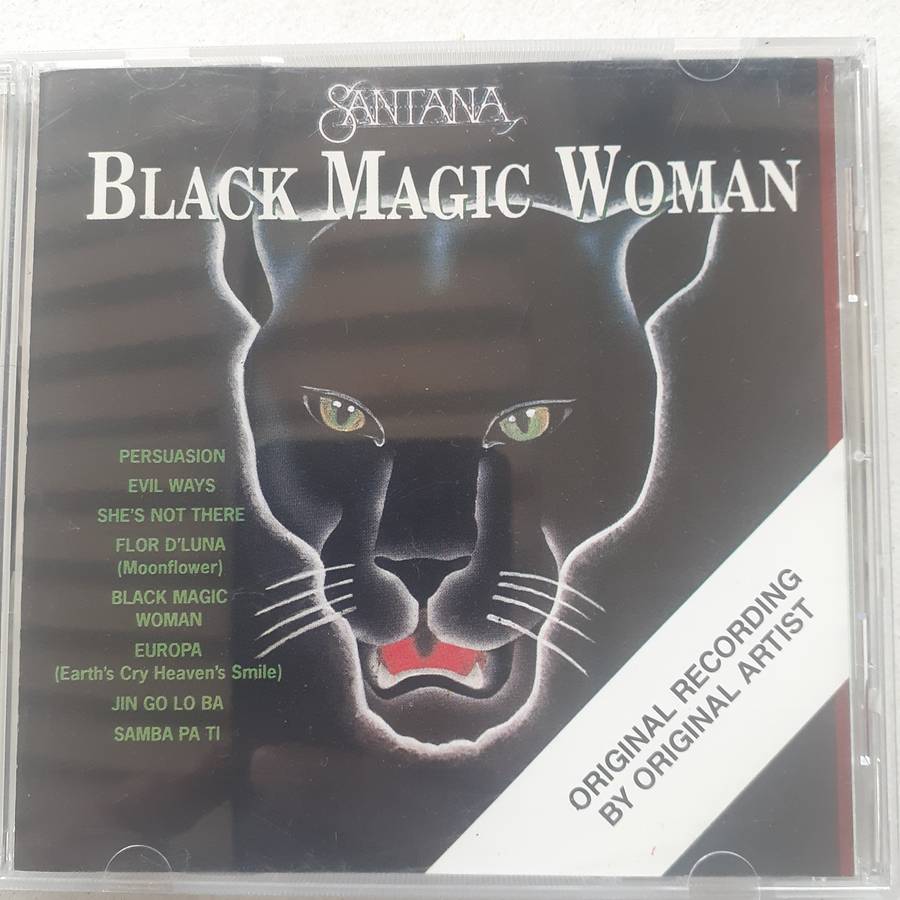 SANTANA
BLACK MAGIC WOMAN
PERSUASION
EVIL WAYS
SHE'S NOT THERE
FLOR D'LUNA
(Moonflower)
BLACK MAGIC
WOMAN
EUROPA
(Earth's Cry Heaven's Smile)
JIN GO LO BA
SAMBA PA TI
ORIGINAL RECORDING
BY ORIGINAL ARTIST